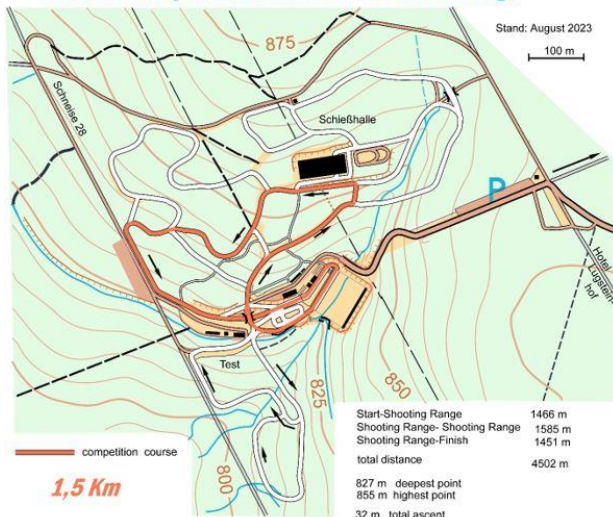 Stand: August 2023
100 m
875
Schneise 28
Schießhalle
P
Hotel
Lugstein-
hof
Test
825
850
800
competition course
1,5 Km
Start-Shooting Range 1466 m
Shooting Range- Shooting Range 1585 m
Shooting Range-Finish 1451 m
total distance 4502 m
827 m deepest point
855 m highest point
32 m total ascent